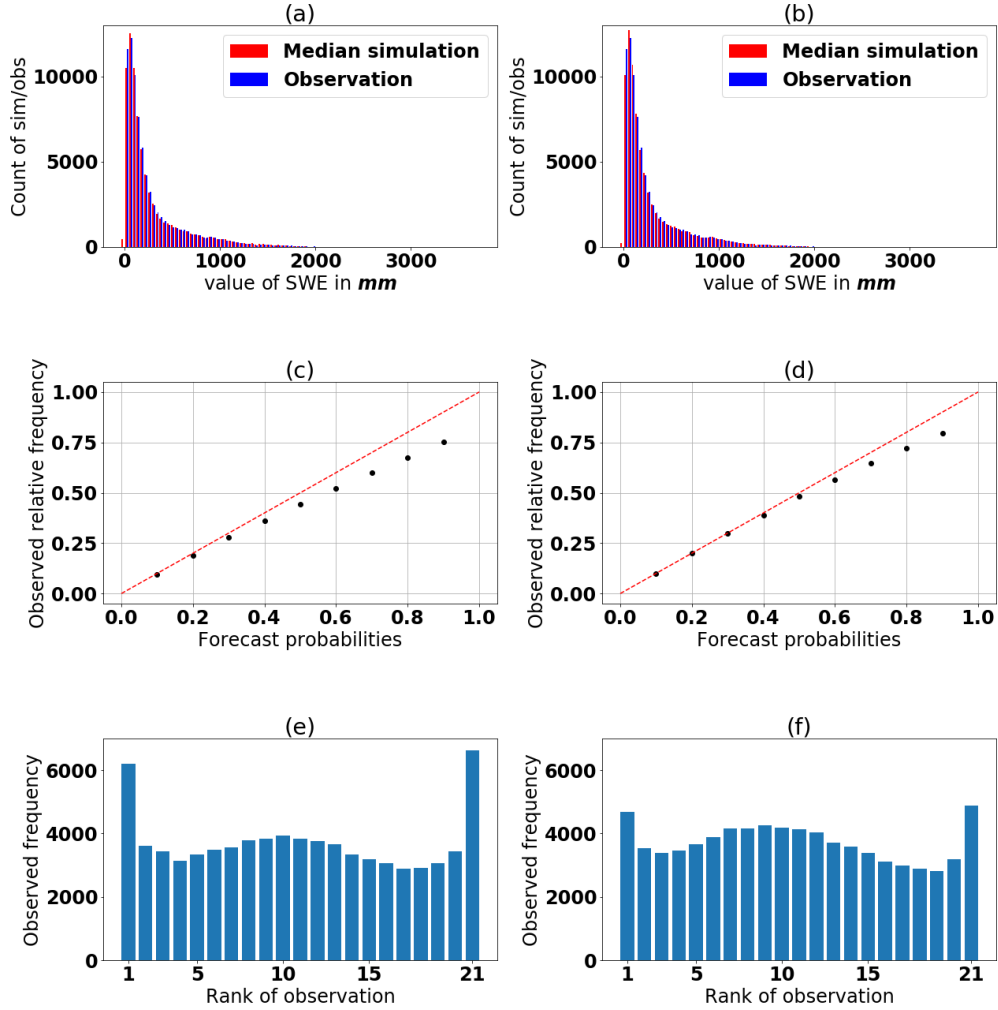 (a)
Count of sim/obs
10000
5000
0
Median simulation
Observation
0 1000 2000 3000
value of SWE in mm
(b)
Count of sim/obs
10000
5000
0
Median simulation
Observation
0 1000 2000 3000
value of SWE in mm
(c)
Observed relative frequency
1.00
0.75
0.50
0.25
0.00
0.0 0.2 0.4 0.6 0.8 1.0
Forecast probabilities
(d)
Observed relative frequency
1.00
0.75
0.50
0.25
0.00
0.0 0.2 0.4 0.6 0.8 1.0
Forecast probabilities
(e)
Observed frequency
6000
4000
2000
0
1 5 10 15 21
Rank of observation
(f)
Observed frequency
6000
4000
2000
0
1 5 10 15 21
Rank of observation